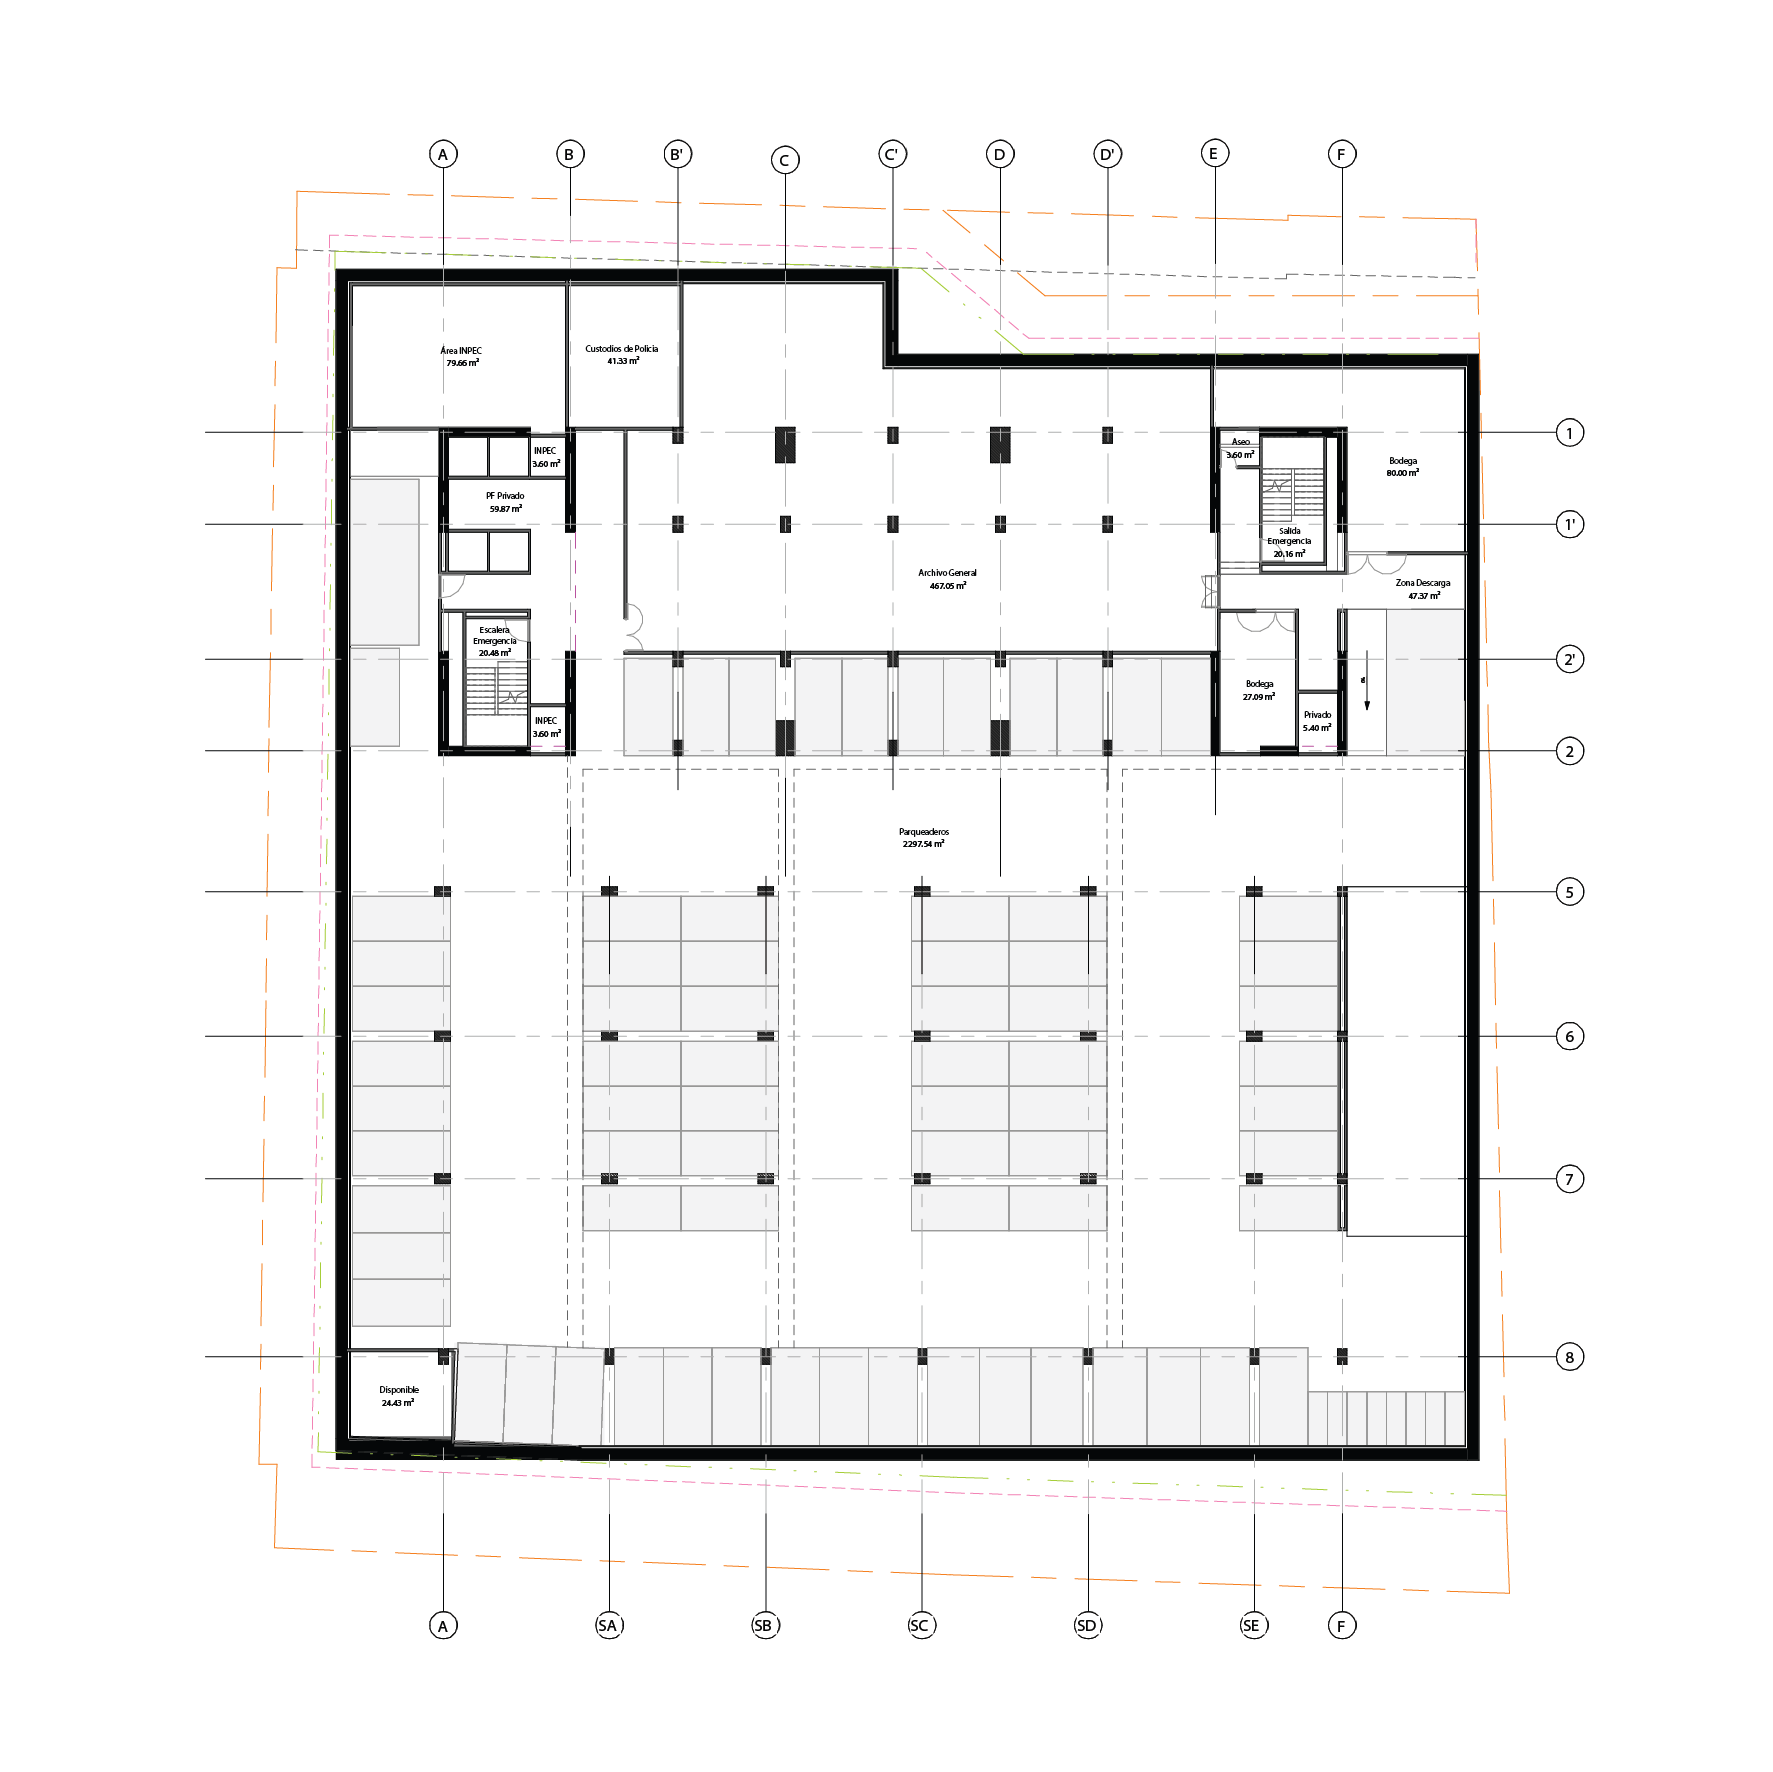 A
B
B'
C
C'
D
D'
E
F
Área INPEC
79.66 m²
Custodios de Policia
41.33 m²
1
INPEC
3.60 m²
Aseo
3.60 m²
Bodega
80.00 m²
PF Privado
59.87 m²
1'
Salida
Emergencia
20.16 m²
Archivo General
467.05 m²
Zona Descarga
47.37 m²
Escalera
Emergencia
20.48 m²
2'
Bodega
27.09 m²
INPEC
3.60 m²
Privado
5.40 m²
2
Parqueaderos
2297.54 m²
5
6
7
8
Disponible
24.43 m²
A
SA
SB
SC
SD
SE
F